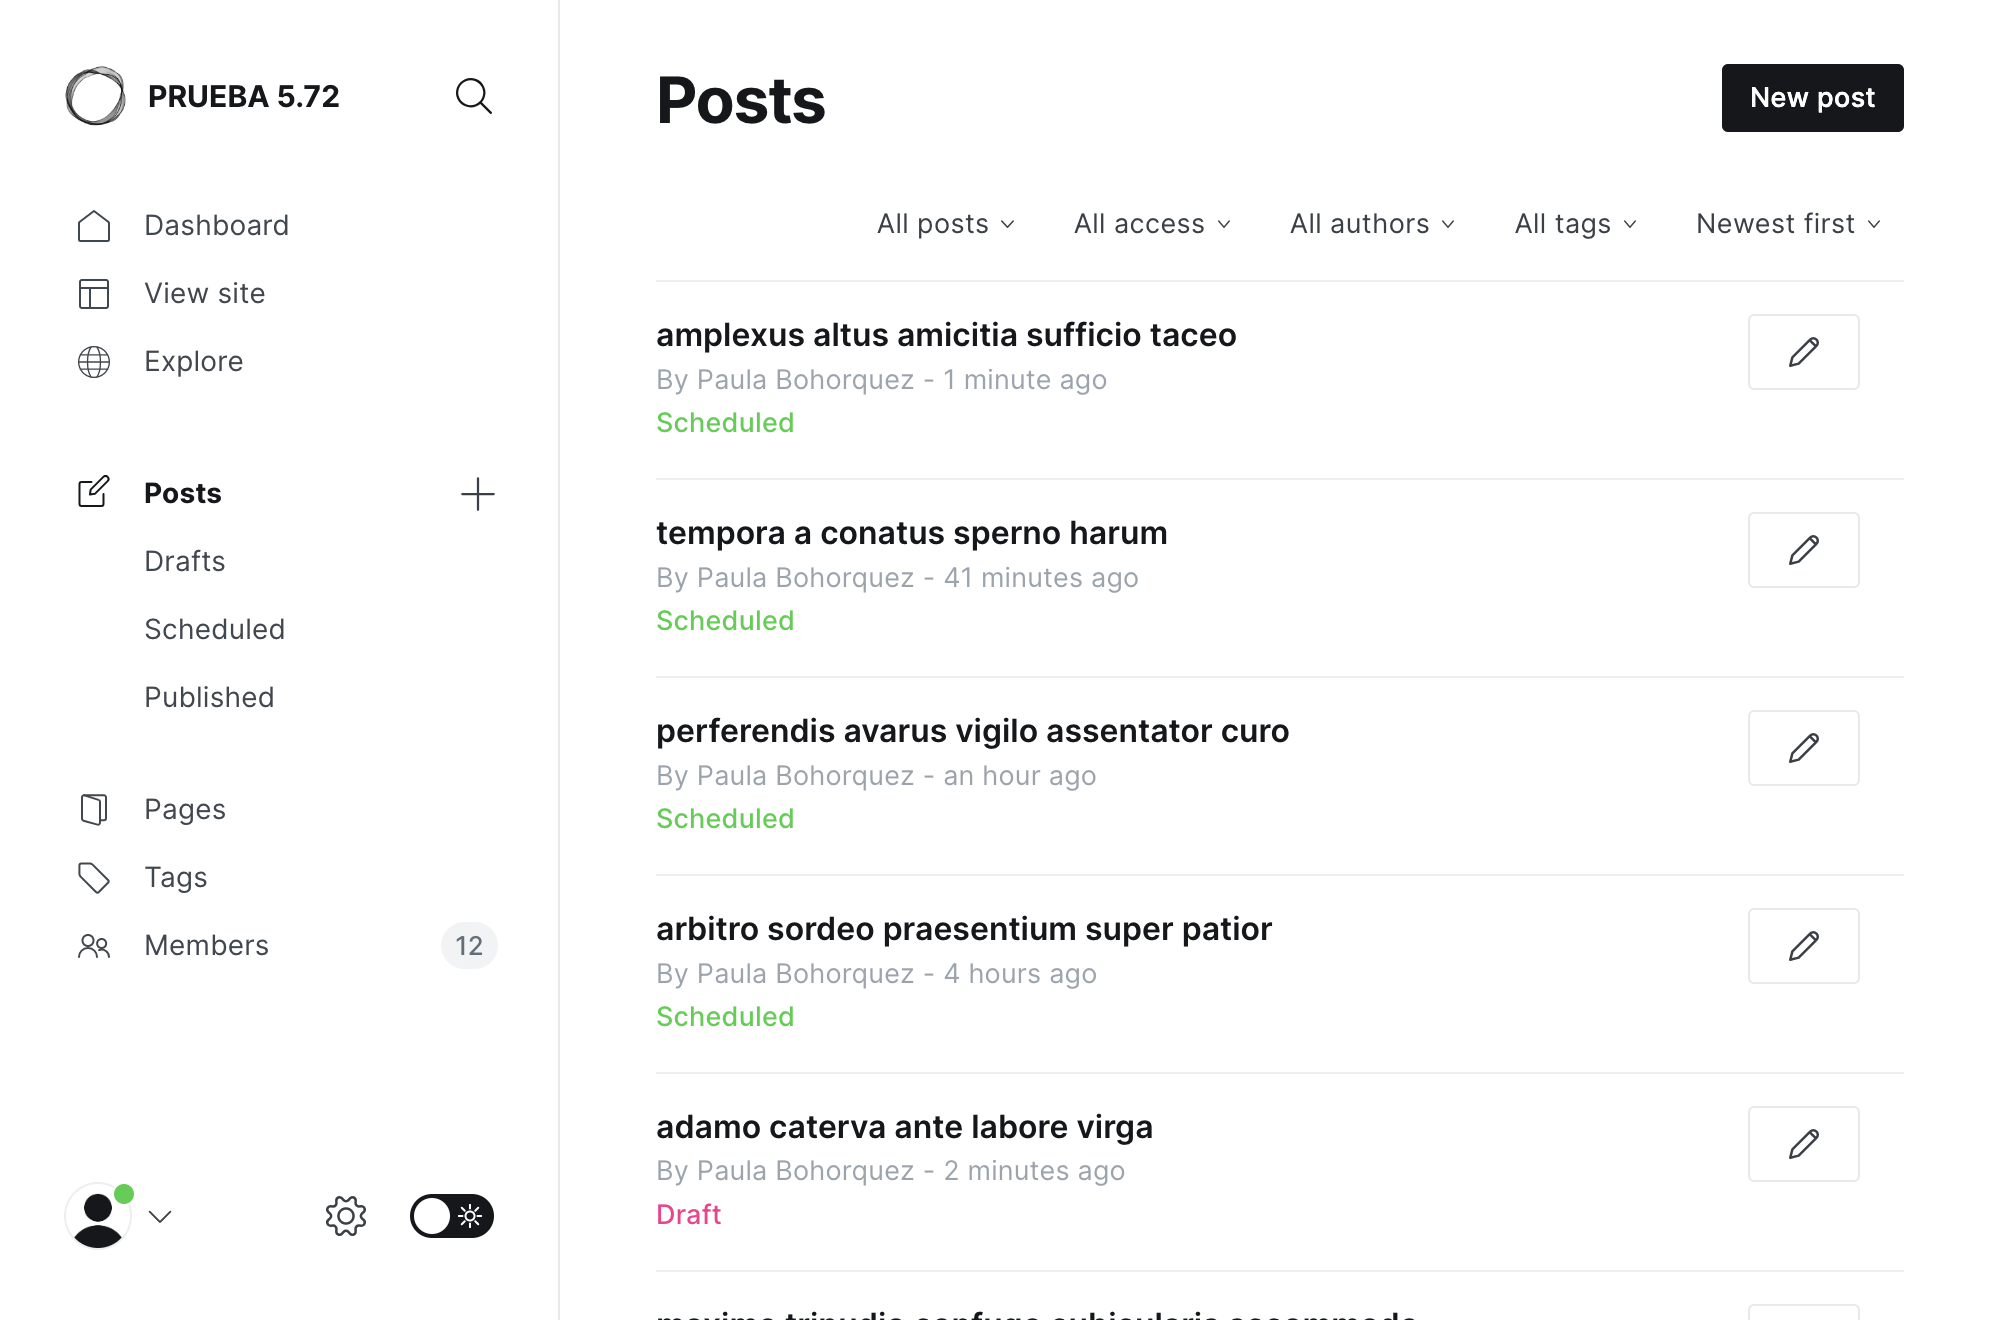 PRUEBA 5.72
Dashboard
View site
Explore
Posts
Drafts
Scheduled
Published
Pages
Tags
Members 12
Posts
New post
All posts All access All authors All tags Newest first
amplexus altus amicitia sufficio taceo
By Paula Bohorquez - 1 minute ago
Scheduled
tempora a conatus sperno harum
By Paula Bohorquez - 41 minutes ago
Scheduled
perferendis avarus vigilo assentator curo
By Paula Bohorquez - an hour ago
Scheduled
arbitro sordeo praesentium super patior
By Paula Bohorquez - 4 hours ago
Scheduled
adamo caterva ante labore virga
By Paula Bohorquez - 2 minutes ago
Draft